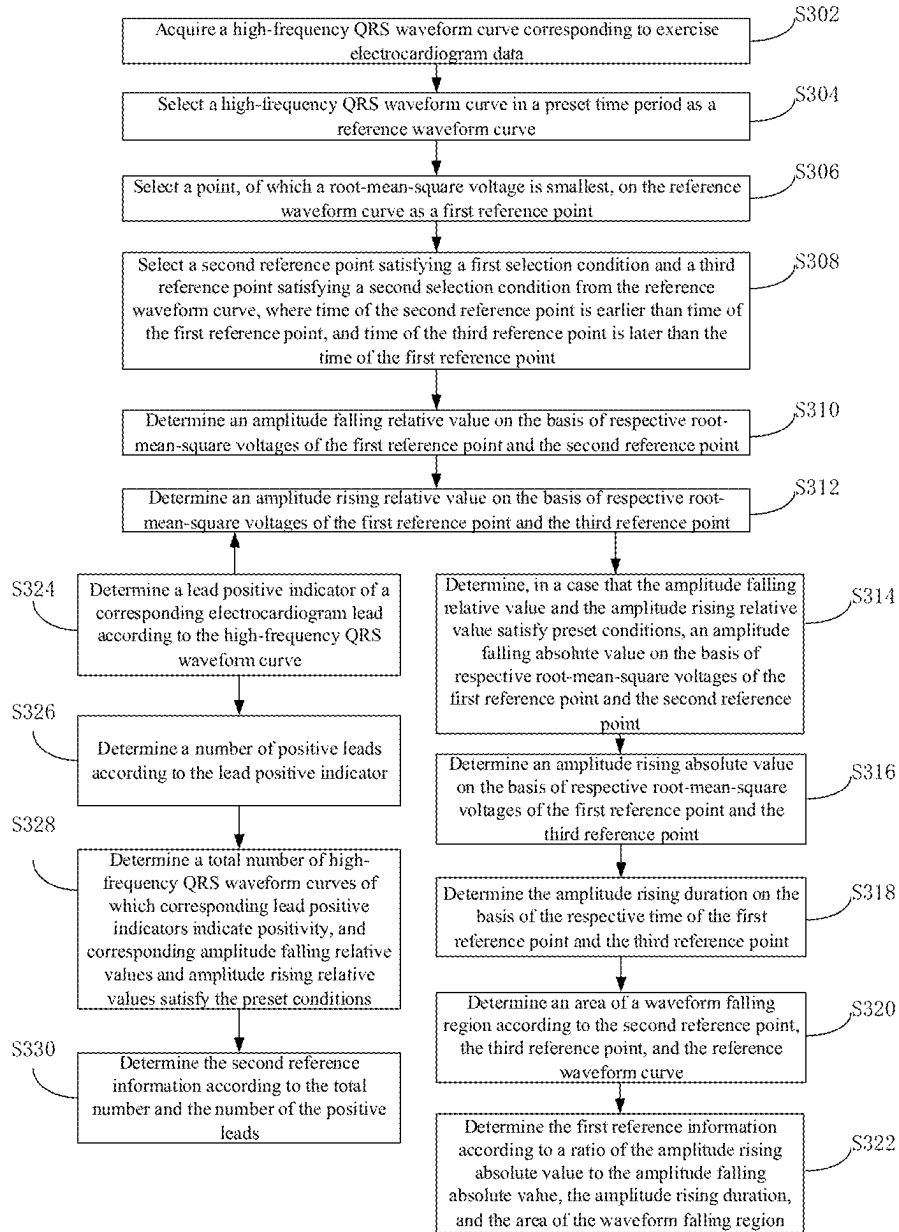 S302
Acquire a high-frequency QRS waveform curve corresponding to exercise
electrocardiogram data
S304
Select a high-frequency QRS waveform curve in a preset time period as a
reference waveform curve
S306
Select a point, of which a root-mean-square voltage is smallest, on the reference
waveform curve as a first reference point
S308
Select a second reference point satisfying a first selection condition and a third
reference point satisfying a second selection condition from the reference
waveform curve, where time of the second reference point is earlier than time of
the first reference point, and time of the third reference point is later than the
time of the first reference point
S310
Determine an amplitude falling relative value on the basis of respective root-
mean-square voltages of the first reference point and the second reference point
S312
Determine an amplitude rising relative value on the basis of respective root-
mean-square voltages of the first reference point and the third reference point
S324
Determine a lead positive indicator of a
corresponding electrocardiogram lead
according to the high-frequency QRS
waveform curve
S326
Determine a number of positive leads
according to the lead positive indicator
S328
Determine a total number of high-
frequency QRS waveform curves of
which corresponding lead positive
indicators indicate positivity, and
corresponding amplitude falling relative
values and amplitude rising relative
values satisfy the preset conditions
S330
Determine the second reference
information according to the total
number and the number of the positive
leads
S314
Determine, in a case that the amplitude falling
relative value and the amplitude rising relative
value satisfy preset conditions, an amplitude
falling absolute value on the basis of
respective root-mean-square voltages of the
first reference point and the second reference
point
S316
Determine an amplitude rising absolute value
on the basis of respective root-mean-square
voltages of the first reference point and the
third reference point
S318
Determine the amplitude rising duration on the
basis of the respective time of the first
reference point and the third reference point
S320
Determine an area of a waveform falling
region according to the second reference point,
the third reference point, and the reference
waveform curve
S322
Determine the first reference information
according to a ratio of the amplitude rising
absolute value to the amplitude falling
absolute value, the amplitude rising duration,
and the area of the waveform falling region